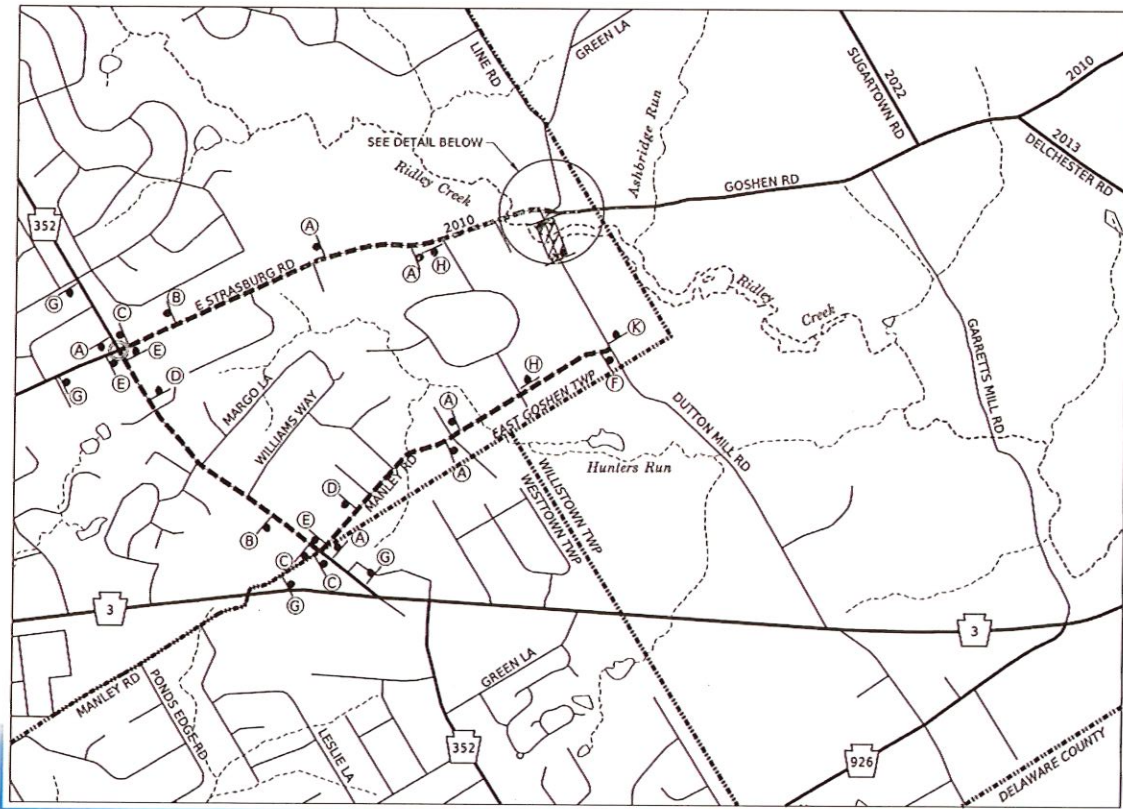 LINE RD
GREEN LA
SUGARTOWN RD
2022
2010
2013
DELCHESTER RD
SEE DETAIL BELOW
Ashbridge Run
Ridley Creek
GOSHEN RD
352
2010
A
A
H
G
B
E STRASBURG RD
C
A
E
E
G
D
Ridley
Creek
K
F
H
GARRETTS MILL RD
MARGO LA
WILLIAMS WAY
A
A
EAST GOSHEN TWP
DUTTON MILL RD
Hunters Run
MANLEY RD
WILLISTOWN TWP
WESTTOWN TWP
D
E
B
A
G
C
C
G
3
3
MANLEY RD
PONDS EDGE RD
LESLIE LA
GREEN LA
352
926
DELAWARE COUNTY